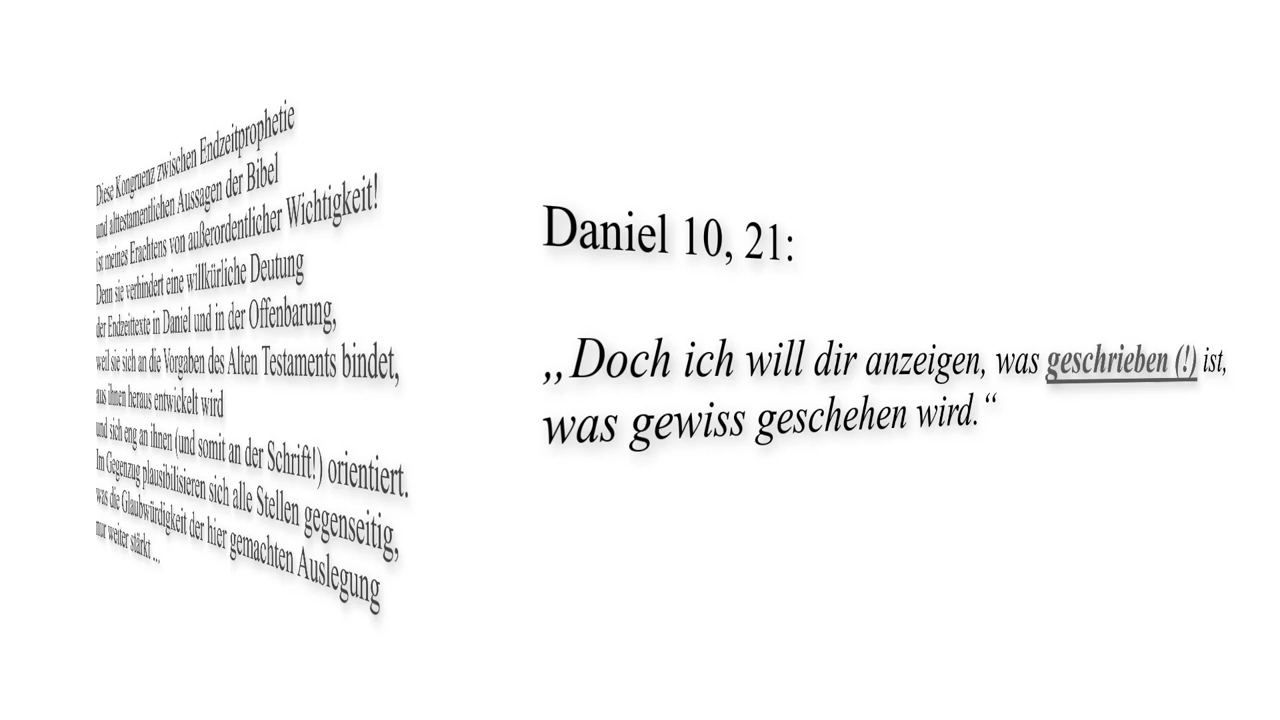 Diese Kongruenz zwischen Endzeitprophetie
und alttestamentlichen Aussagen der Bibel
ist meines Erachtens von außerordentlicher Wichtigkeit!
Denn sie verhindert eine willkürliche Deutung
der Endzeittexte in Daniel und in der Offenbarung,
weil sie sich an die Vorgaben des Alten Testaments bindet,
aus ihnen heraus entwickelt wird
und sich eng an ihnen (und somit an der Schrift!) orientiert.
Im Gegenzug plausibilisieren sich alle Stellen gegenseitig,
was die Glaubwürdigkeit der hier gemachten Auslegung
nur weiter stärkt ...
Daniel 10, 21:
„Doch ich will dir anzeigen, was geschrieben (!) ist,
was gewiss geschehen wird.“